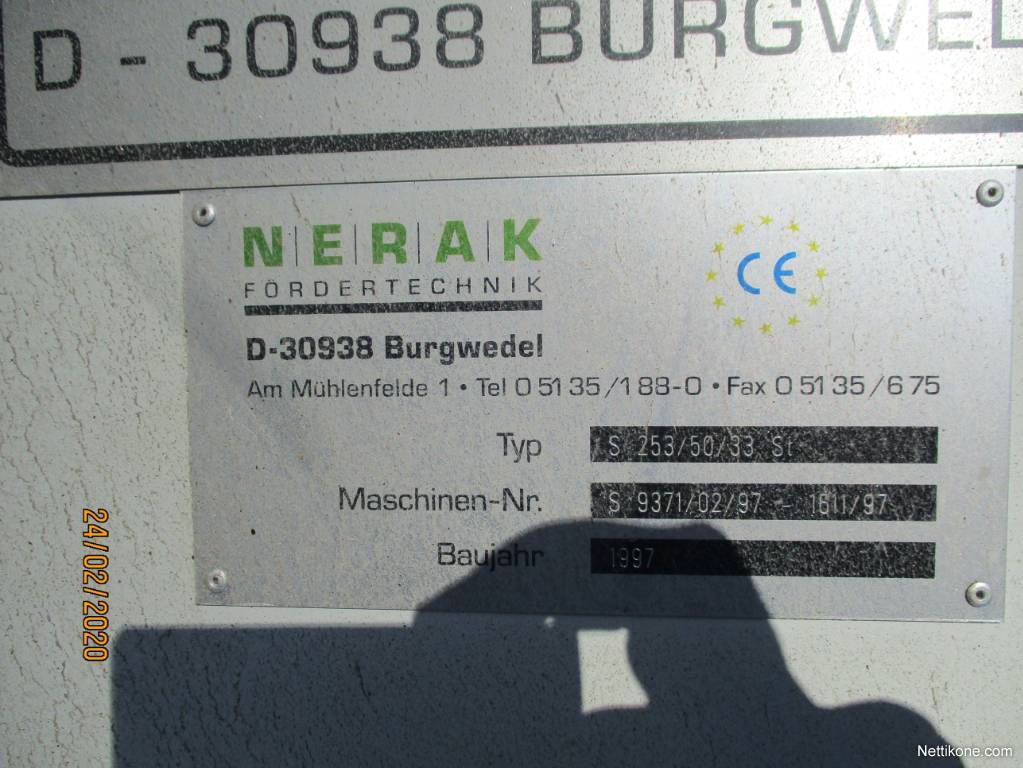 D - 30938 BURGWEL
N|E|R|A|K
FÖRDERTECHNIK
CE
D-30938 Burgwedel
Am Mühlenfelde 1 • Tel 0 51 35 / 1 88-0 • Fax 0 51 35 / 6 75
Typ S 253/50/33 St
Maschinen-Nr. S 9371/02/97 - 1611/97
Baujahr 1997
24/02/2020
Nettikone.com